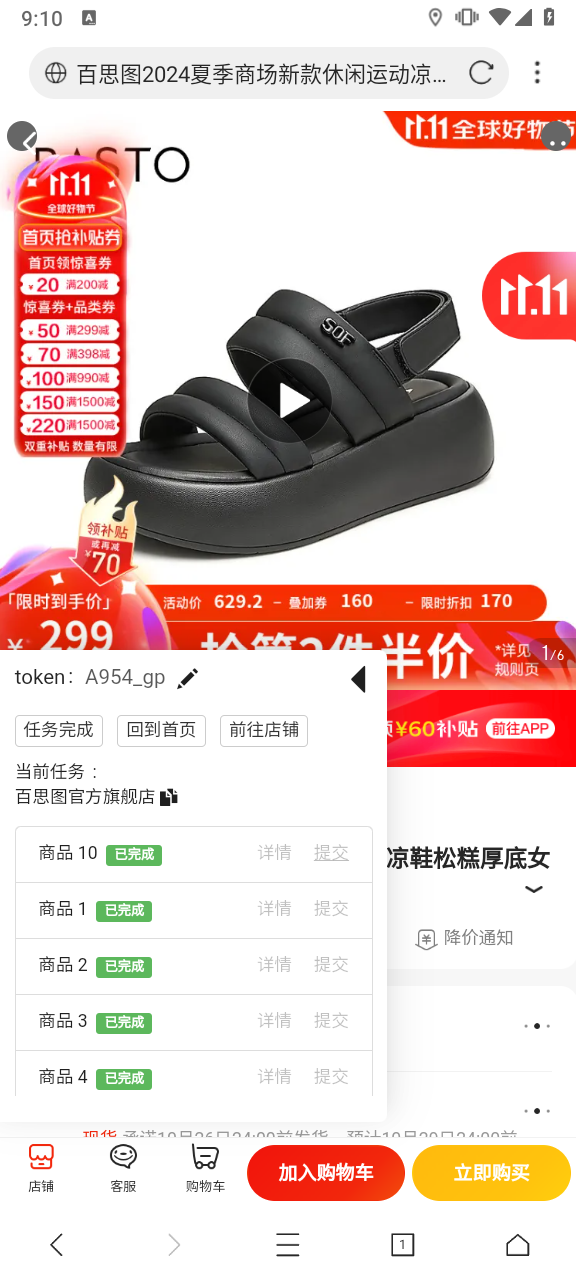 9:10
百思图2024夏季商场新款休闲运动凉...
11.11全球好物节
11.11
全球好物节
首页抢补贴券
首页领惊喜券
¥20 满200减
惊喜券+品类券
¥50 满299减
¥70 满398减
¥100 满990减
¥150 满1500减
¥220 满1500减
双重补贴 数量有限
SOF
11.11
领补贴
或再减
¥70
「限时到手价」
¥299
活动价 629.2 - 叠加券 160 - 限时折扣 170
第2件半价
*详见
规则页
1/6
token: A954_gp
¥60补贴 前往APP
任务完成 回到首页 前往店铺
当前任务：
百思图官方旗舰店
凉鞋松糕厚底女
降价通知
商品 10 已完成 详情 提交
商品 1 已完成 详情 提交
商品 2 已完成 详情 提交
商品 3 已完成 详情 提交
商品 4 已完成 详情 提交
店铺
客服
购物车
加入购物车
立即购买
1